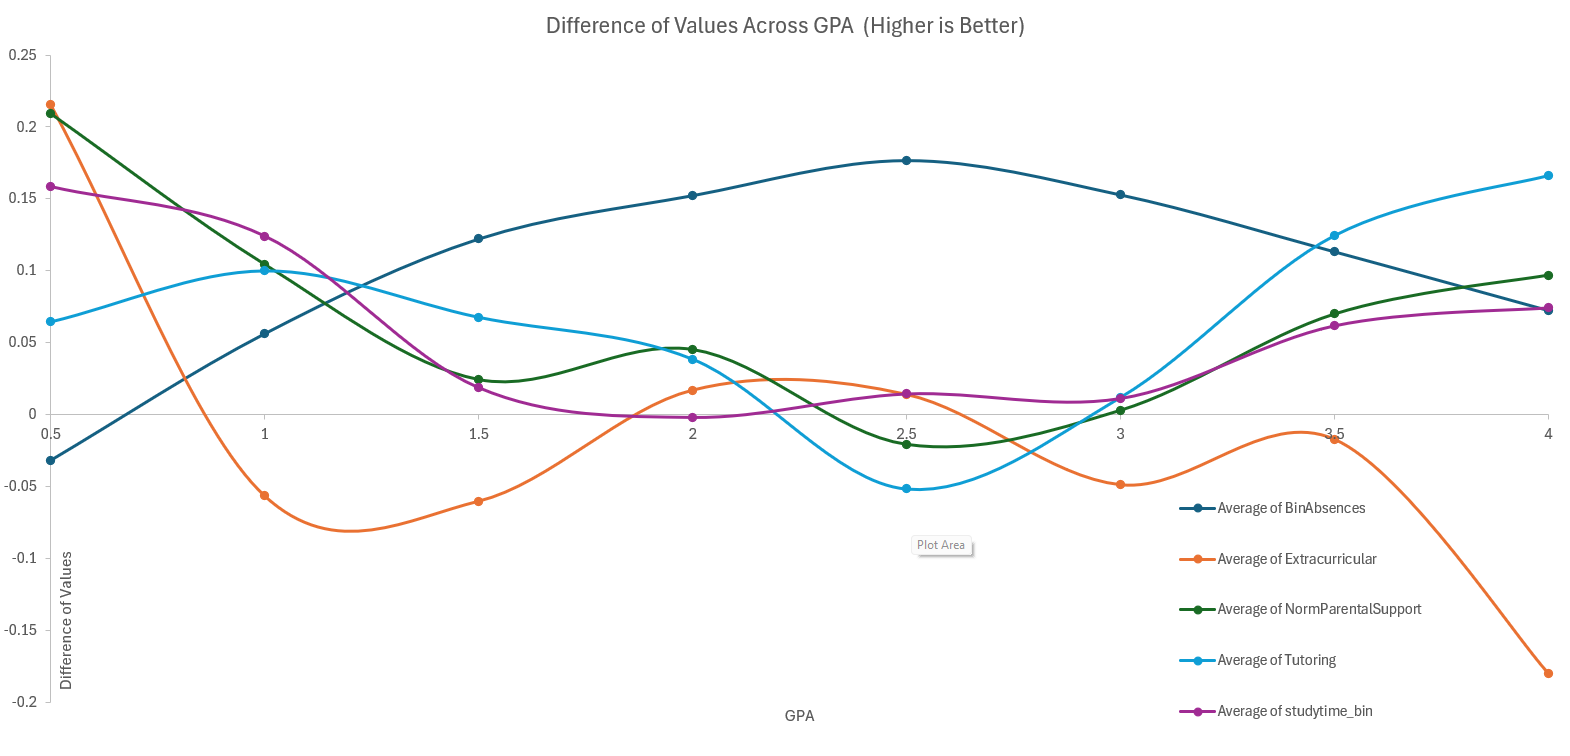 Difference of Values Across GPA  (Higher is Better)
0.25
0.2
0.15
0.1
0.05
0
-0.05
-0.1
-0.15
-0.2
0.5 1 1.5 2 2.5 3 3.5 4
Difference of Values
GPA
Plot Area
Average of BinAbsences
Average of Extracurricular
Average of NormParentalSupport
Average of Tutoring
Average of studytime_bin